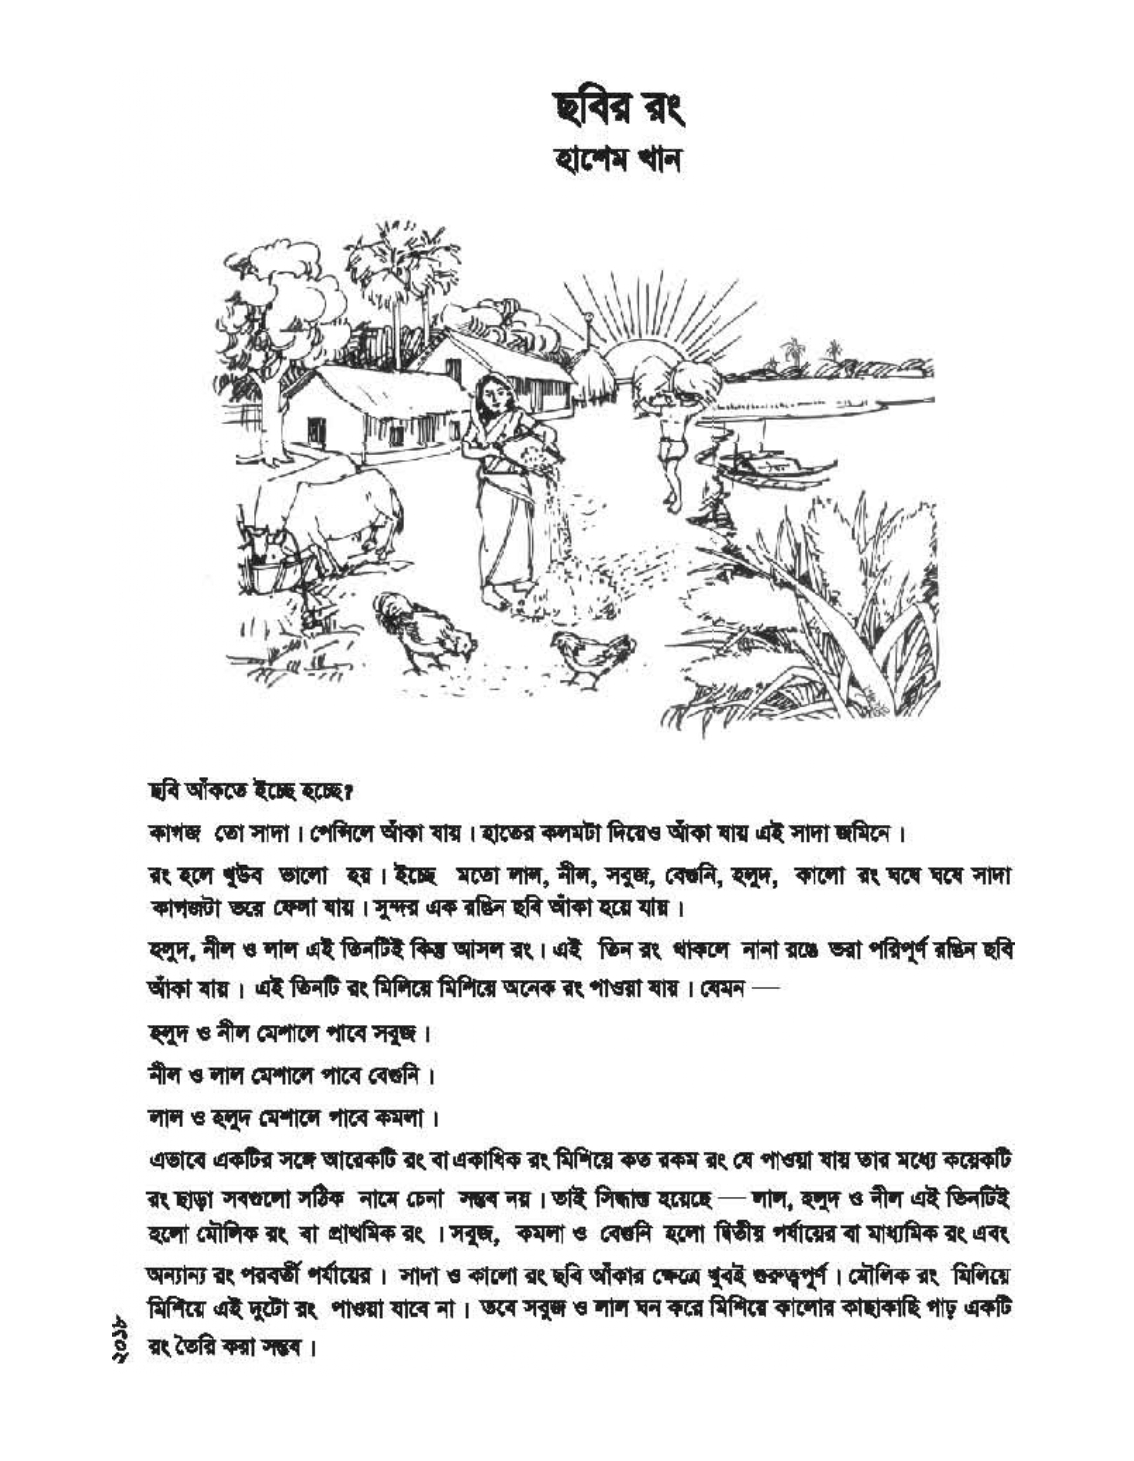 ছবির রং
হাশেম খান
ছবি আঁকতে ইচ্ছে হচ্ছে?
কাগজ তো সাদা। পেন্সিলে আঁকা যায়। হাতের কলমটা দিয়েও আঁকা যায় এই সাদা জমিনে।
রং হলে খুউব ভালো হয়। ইচ্ছে মতো লাল, নীল, সবুজ, বেগুনি, হলুদ, কালো রং ঘষে ঘষে সাদা
কাগজটা ভরে ফেলা যায়। সুন্দর এক রঙিন ছবি আঁকা হয়ে যায়।
হলুদ, নীল ও লাল এই তিনটিই কিন্তু আসল রং। এই তিন রং থাকলে নানা রঙে ভরা পরিপূর্ণ রঙিন ছবি
আঁকা যায়। এই তিনটি রং মিলিয়ে মিশিয়ে অনেক রং পাওয়া যায়। যেমন —
হলুদ ও নীল মেশালে পাবে সবুজ।
নীল ও লাল মেশালে পাবে বেগুনি।
লাল ও হলুদ মেশালে পাবে কমলা।
এভাবে একটির সঙ্গে আরেকটি রং বা একাধিক রং মিশিয়ে কত রকম রং যে পাওয়া যায় তার মধ্যে কয়েকটি
রং ছাড়া সবগুলো সঠিক নামে চেনা সম্ভব নয়। তাই সিদ্ধান্ত হয়েছে — লাল, হলুদ ও নীল এই তিনটিই
হলো মৌলিক রং বা প্রাথমিক রং । সবুজ, কমলা ও বেগুনি হলো দ্বিতীয় পর্যায়ের বা মাধ্যমিক রং এবং
অন্যান্য রং পরবর্তী পর্যায়ের। সাদা ও কালো রং ছবি আঁকার ক্ষেত্রে খুবই গুরুত্বপূর্ণ। মৌলিক রং মিলিয়ে
মিশিয়ে এই দুটো রং পাওয়া যাবে না। তবে সবুজ ও লাল ঘন করে মিশিয়ে কালোর কাছাকাছি গাঢ় একটি
রং তৈরি করা সম্ভব।
২০১৮